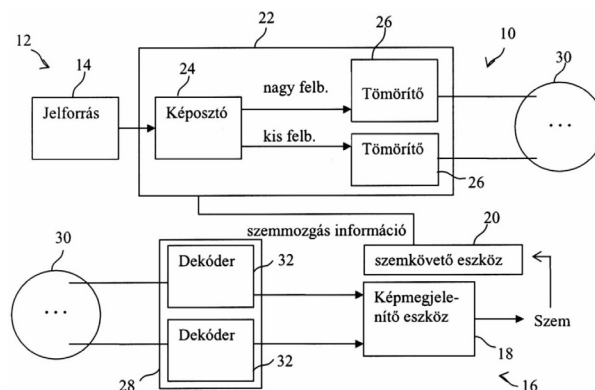 12
22
26
10
14
24
30
Jelforrás
Képosztó
nagy felb.
Tömörítő
...
kis felb.
Tömörítő
26
szemmozgás információ
20
30
Dekóder
32
szemkövető eszköz
...
Képmegjele-
nítő eszköz
Szem
Dekóder
28
32
18
16